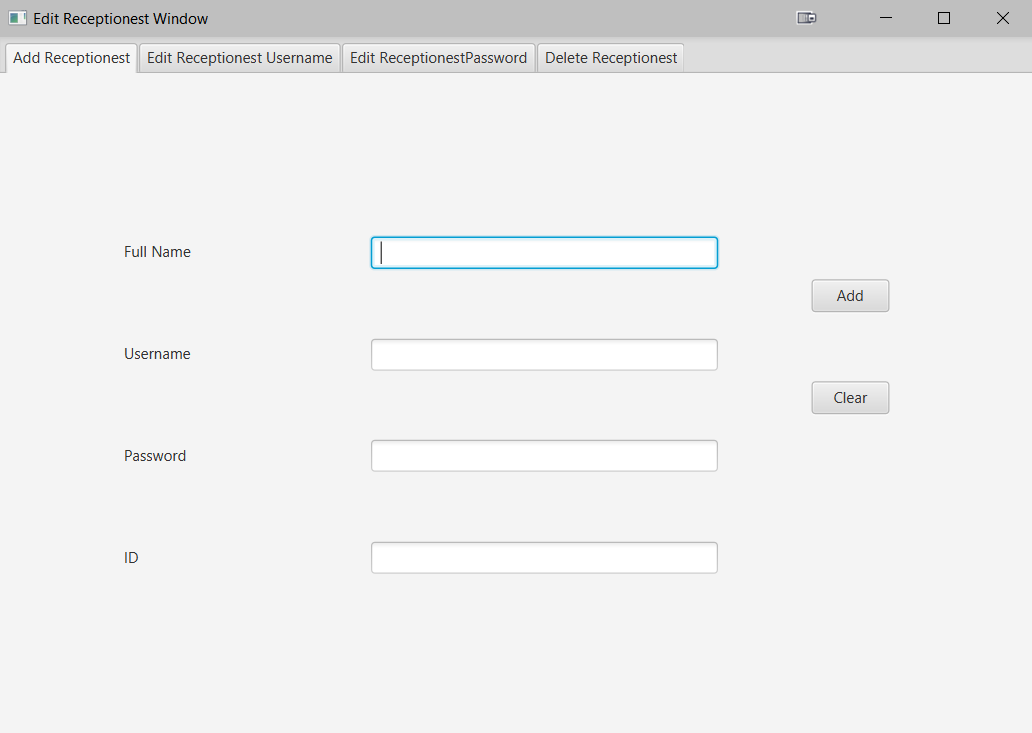 Edit Receptionest Window
Add Receptionest Edit Receptionest Username Edit ReceptionestPassword Delete Receptionest
Full Name
Add
Username
Clear
Password
ID